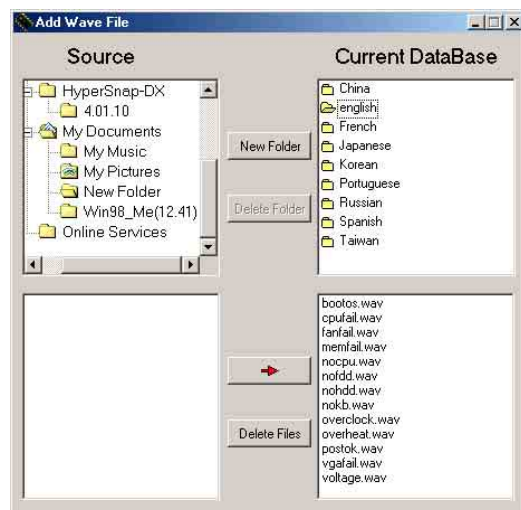 Add Wave File
Source
Current DataBase
HyperSnap-DX
4.01.10
My Documents
My Music
My Pictures
New Folder
Win98_Me(12.41)
Online Services
New Folder
Delete Folder
China
english
French
Japanese
Korean
Portuguese
Russian
Spanish
Taiwan
Delete Files
bootos.wav
cpufail.wav
fanfail.wav
memfail.wav
nocpu.wav
nofdd.wav
nohdd.wav
nokb.wav
overclock.wav
overheat.wav
postok.wav
vgafail.wav
voltage.wav